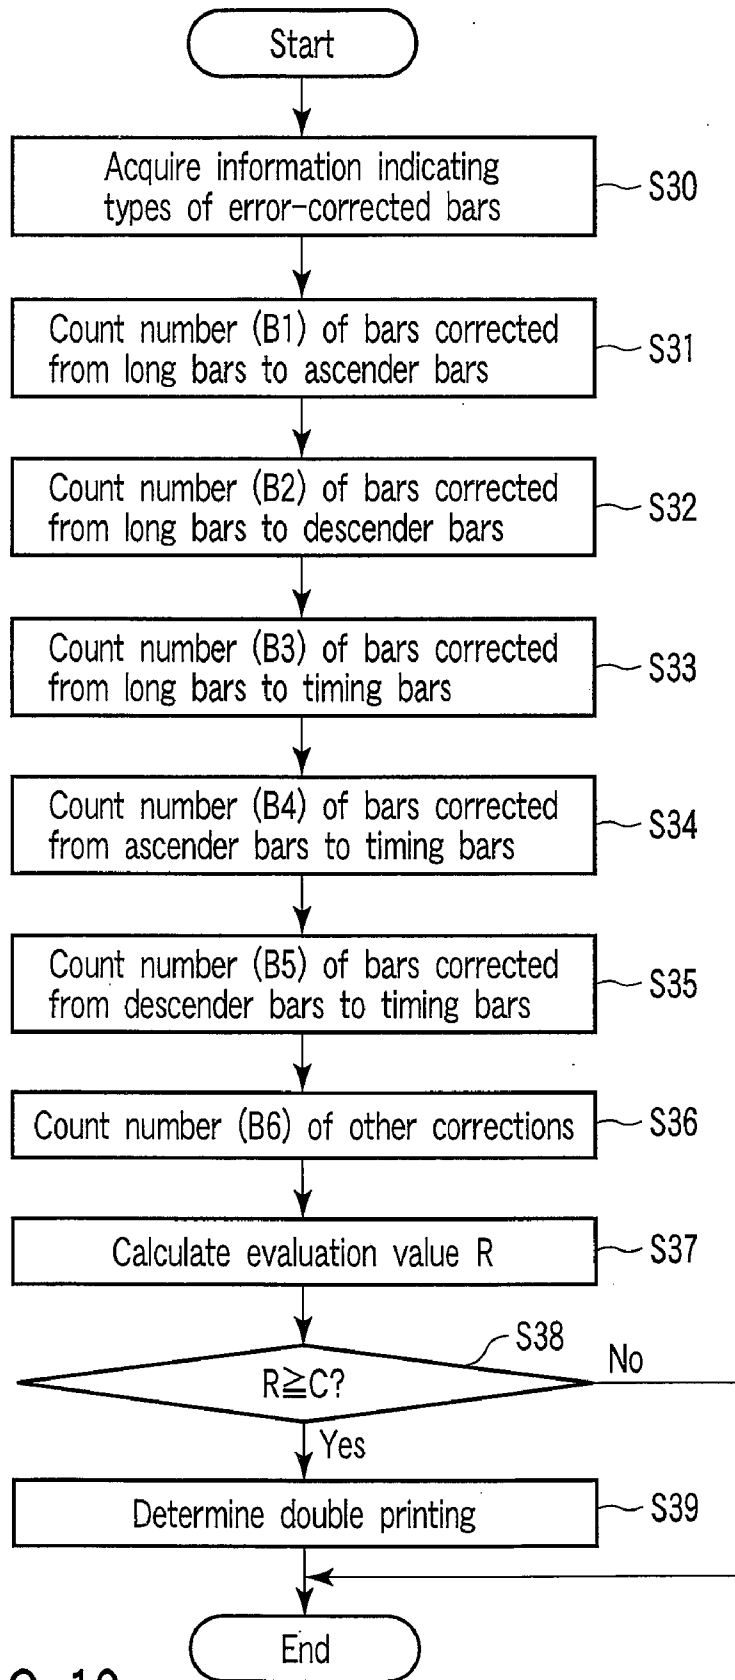 Start
Acquire information indicating
types of error-corrected bars
S30
Count number (B1) of bars corrected
from long bars to ascender bars
S31
Count number (B2) of bars corrected
from long bars to descender bars
S32
Count number (B3) of bars corrected
from long bars to timing bars
S33
Count number (B4) of bars corrected
from ascender bars to timing bars
S34
Count number (B5) of bars corrected
from descender bars to timing bars
S35
Count number (B6) of other corrections
S36
Calculate evaluation value R
S37
S38
R≧C?
No
Yes
Determine double printing
S39
End